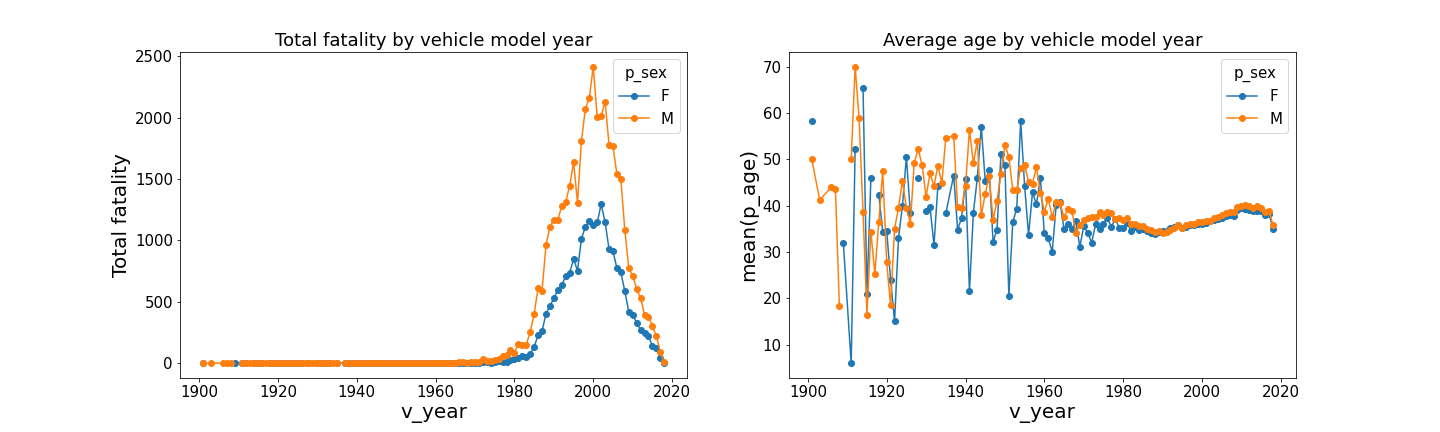 Total fatality by vehicle model year
Total fatality
2500
2000
1500
1000
500
0
p_sex
F
M
1900 1920 1940 1960 1980 2000 2020
v_year
Average age by vehicle model year
mean(p_age)
70
60
50
40
30
20
10
p_sex
F
M
1900 1920 1940 1960 1980 2000 2020
v_year